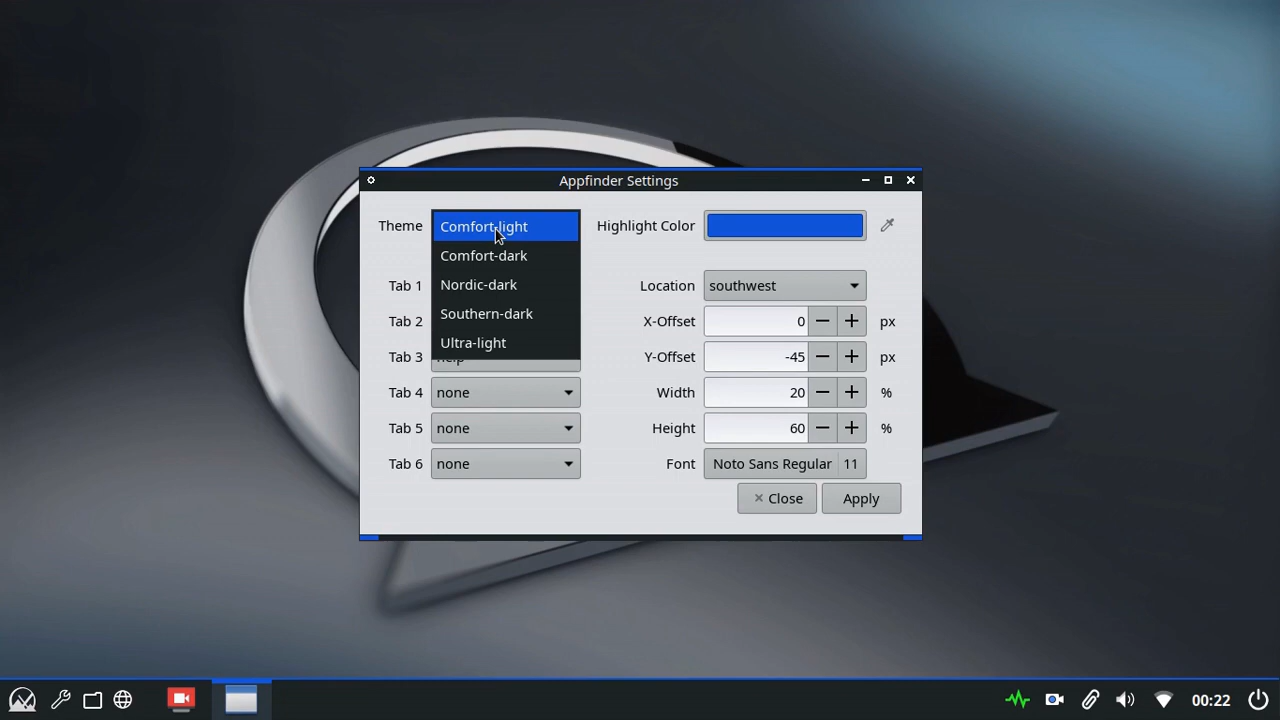 Appfinder Settings
Theme Comfort-light Highlight Color
Comfort-dark
Tab 1 Nordic-dark Location southwest
Tab 2 Southern-dark X-Offset 0 px
Ultra-light
Tab 3 help Y-Offset -45 px
Tab 4 none Width 20 %
Tab 5 none Height 60 %
Tab 6 none Font Noto Sans Regular 11
Close Apply
00:22